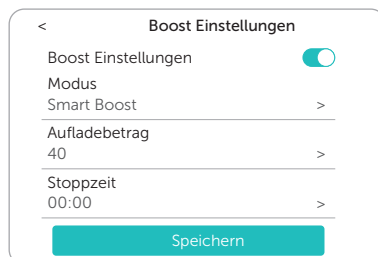 < Boost Einstellungen
Boost Einstellungen
Modus
Smart Boost >
Aufladebetrag
40 >
Stoppzeit
00:00 >
Speichern